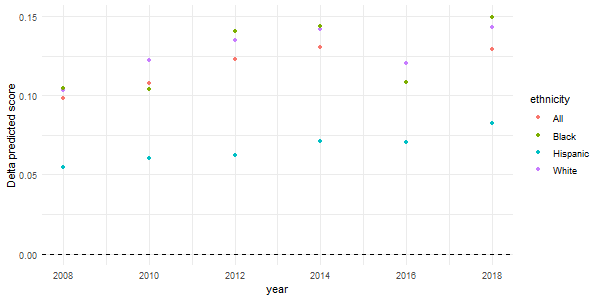 0.15
0.10
0.05
0.00
Delta predicted score
2008 2010 2012 2014 2016 2018
year
ethnicity
All
Black
Hispanic
White